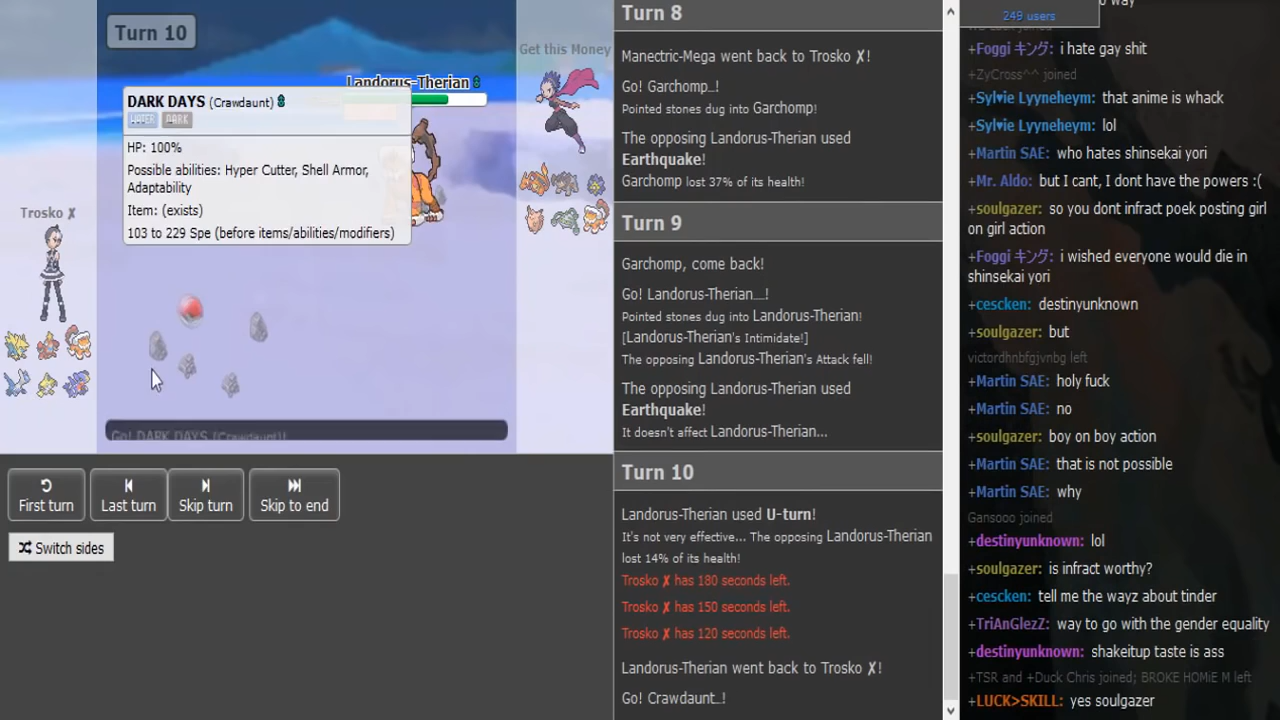 Turn 10
Get this Money
Landorus-Therian
DARK DAYS (Crawdaunt)
WATER DARK
HP: 100%
Possible abilities: Hyper Cutter, Shell Armor,
Adaptability
Item: (exists)
103 to 229 Spe (before items/abilities/modifiers)
Trosko ✘
Go! DARK DAYS (Crawdaunt)!
First turn
Last turn
Skip turn
Skip to end
Switch sides
Turn 8
Manectric-Mega went back to Trosko ✘!
Go! Garchomp...!
Pointed stones dug into Garchomp!
The opposing Landorus-Therian used
Earthquake!
Garchomp lost 37% of its health!
Turn 9
Garchomp, come back!
Go! Landorus-Therian....!
Pointed stones dug into Landorus-Therian!
[Landorus-Therian's Intimidate!]
The opposing Landorus-Therian's Attack fell!
The opposing Landorus-Therian used
Earthquake!
It doesn't affect Landorus-Therian...
Turn 10
Landorus-Therian used U-turn!
It's not very effective... The opposing Landorus-Therian
lost 14% of its health!
Trosko ✘ has 180 seconds left.
Trosko ✘ has 150 seconds left.
Trosko ✘ has 120 seconds left.
Landorus-Therian went back to Trosko ✘!
Go! Crawdaunt..!
249 users
way
joined
+Foggi キング: i hate gay shit
+ZyCross^^ joined
+Syl♥ie Lyyneheym: that anime is whack
+Syl♥ie Lyyneheym: lol
+Martin SAE: who hates shinsekai yori
+Mr. Aldo: but I cant, I dont have the powers :(
+soulgazer: so you dont infract poek posting girl
on girl action
+Foggi キング: i wished everyone would die in
shinsekai yori
+cescken: destinyunknown
+soulgazer: but
victordhnbfgjvnbg left
+Martin SAE: holy fuck
+Martin SAE: no
+soulgazer: boy on boy action
+Martin SAE: that is not possible
+Martin SAE: why
Gansooo joined
+destinyunknown: lol
+soulgazer: is infract worthy?
+cescken: tell me the wayz about tinder
+TriAnGlezZ: way to go with the gender equality
+destinyunknown: shakeitup taste is ass
+TSR and +Duck Chris joined; BROKE HOMiE M left
+LUCK>SKILL: yes soulgazer